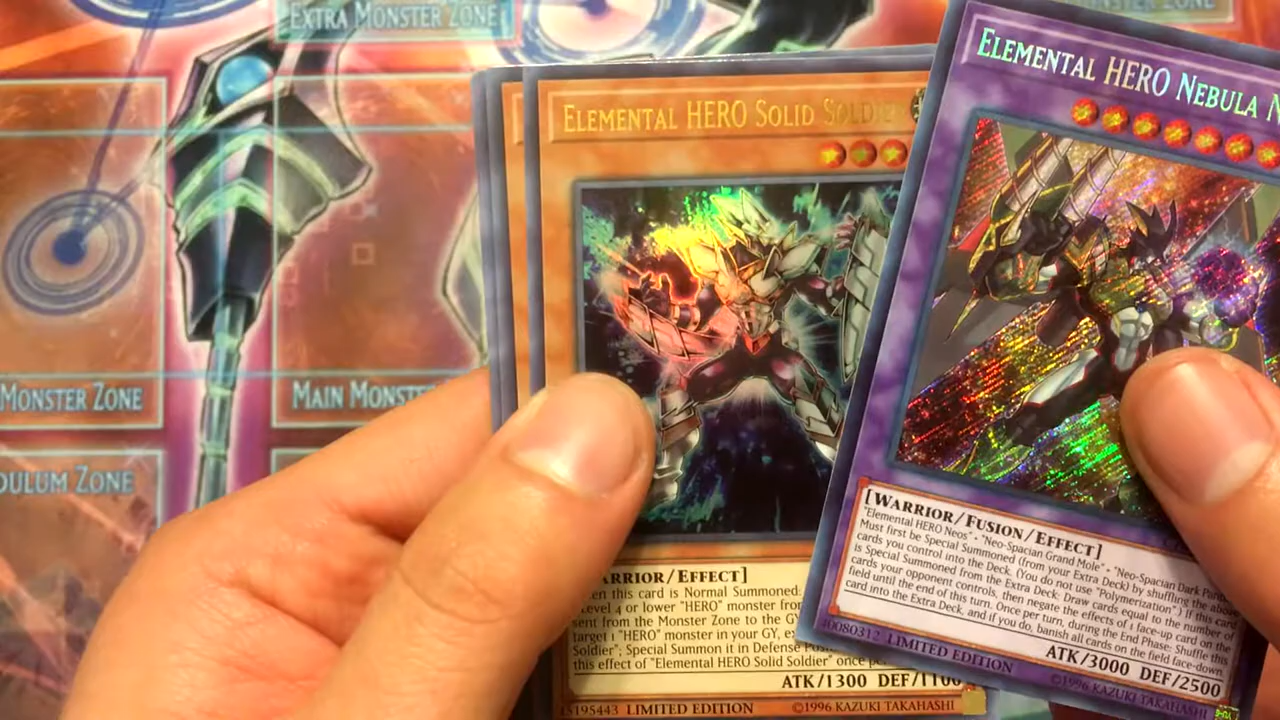 EXTRA MONSTER ZONE
MONSTER ZONE
MAIN MONST
DULUM ZONE
ELEMENTAL HERO SOLID SOLDIE
WARRIOR/EFFECT]
en this card is Normal Summoned:
Level 4 or lower "HERO" monster from
sent from the Monster Zone to the GY
target 1 "HERO" monster in your GY, ex
Soldier"; Special Summon it in Defense Pos
this effect of "Elemental HERO Solid Soldier" once pe
ATK/1300 DEF/1100
5195443 LIMITED EDITION ©1996 KAZUKI TAKAHASHI
ELEMENTAL HERO NEBULA N
[WARRIOR/FUSION/EFFECT]
"Elemental HERO Neos" + "Neo-Spacian Grand Mole" + "Neo-Spacian Dark Pant
Must first be Special Summoned (from your Extra Deck) by shuffling the above
cards you control into the Deck. (You do not use "Polymerization".) If this card
is Special Summoned from the Extra Deck: Draw cards equal to the number of
cards your opponent controls, then negate the effects of 1 face-up card on the
field until the end of this turn. Once per turn, during the End Phase: Shuffle this
card into the Extra Deck, and if you do, banish all cards on the field face-down.
ATK/3000 DEF/2500
80080312 LIMITED EDITION ©1996 KAZUKI TAKAHASHI